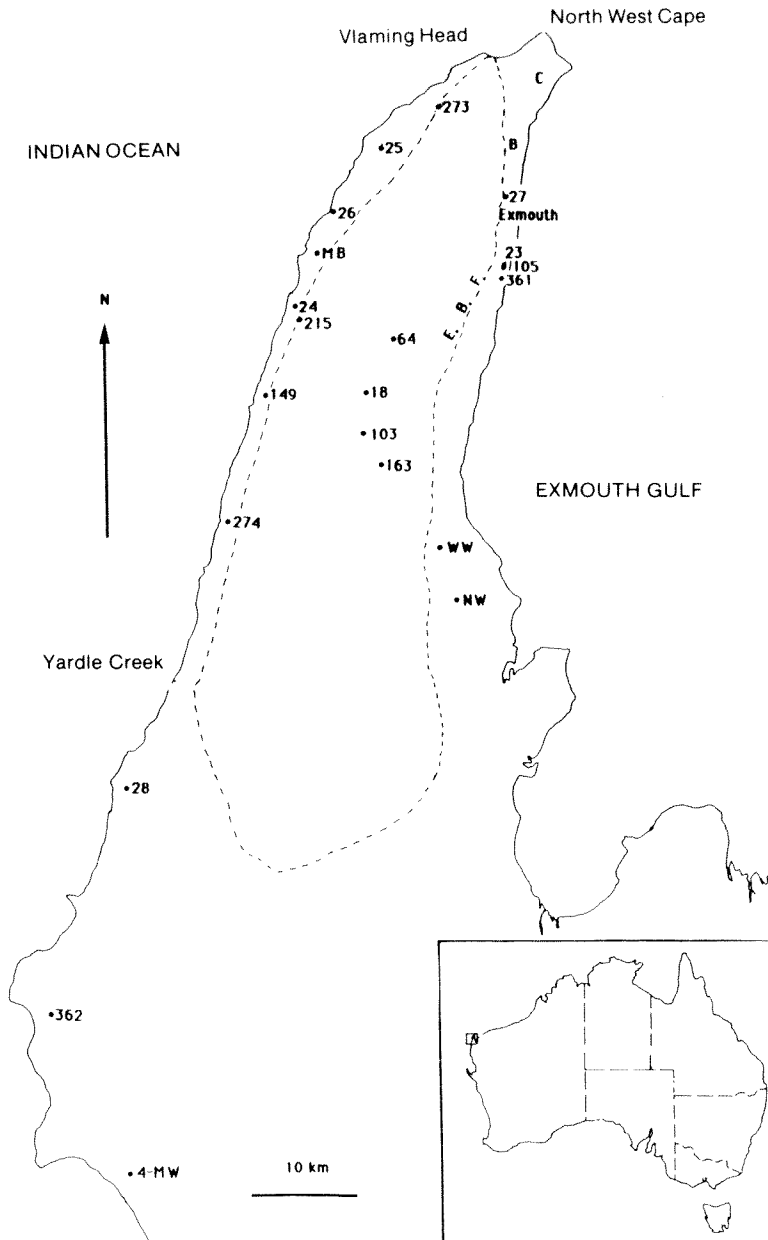 North West Cape
Vlaming Head
C
273
INDIAN OCEAN
25
B
27
26
Exmouth
MB
23
105
361
N
24
215
E. B. F.
64
149
18
103
163
EXMOUTH GULF
274
WW
NW
Yardle Creek
28
362
4-MW
10 km